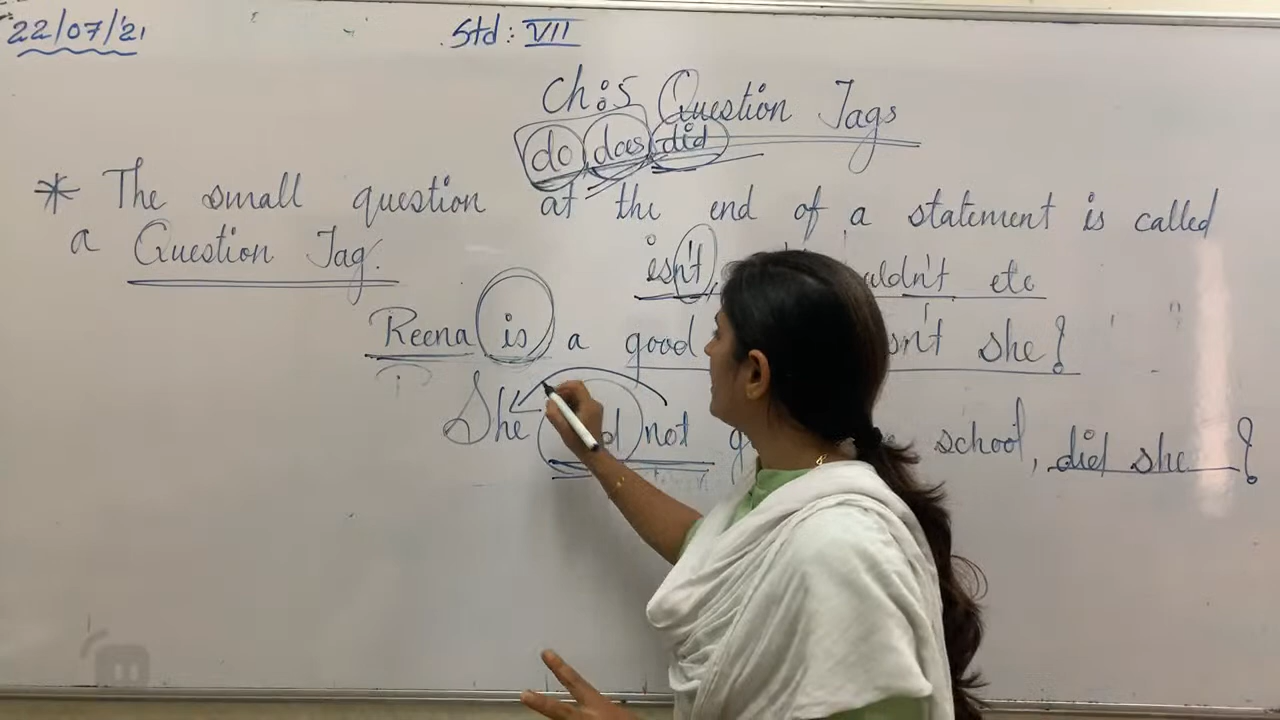 22/07/21
Std: VII
Ch:5 Question Tags
do does did
* The small question at the end of a statement is called
a Question Tag.
isn't, etc
Reena is a good she?
She not school, did she ?